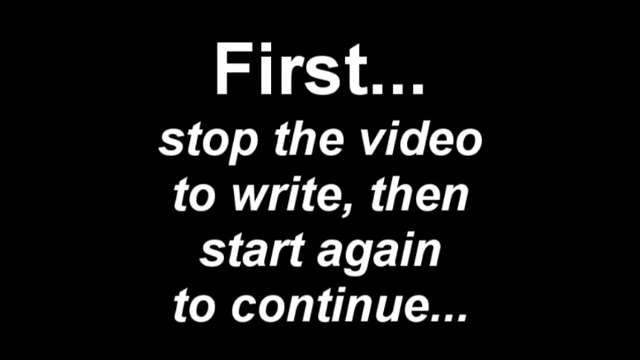 First...
stop the video
to write, then
start again
to continue...